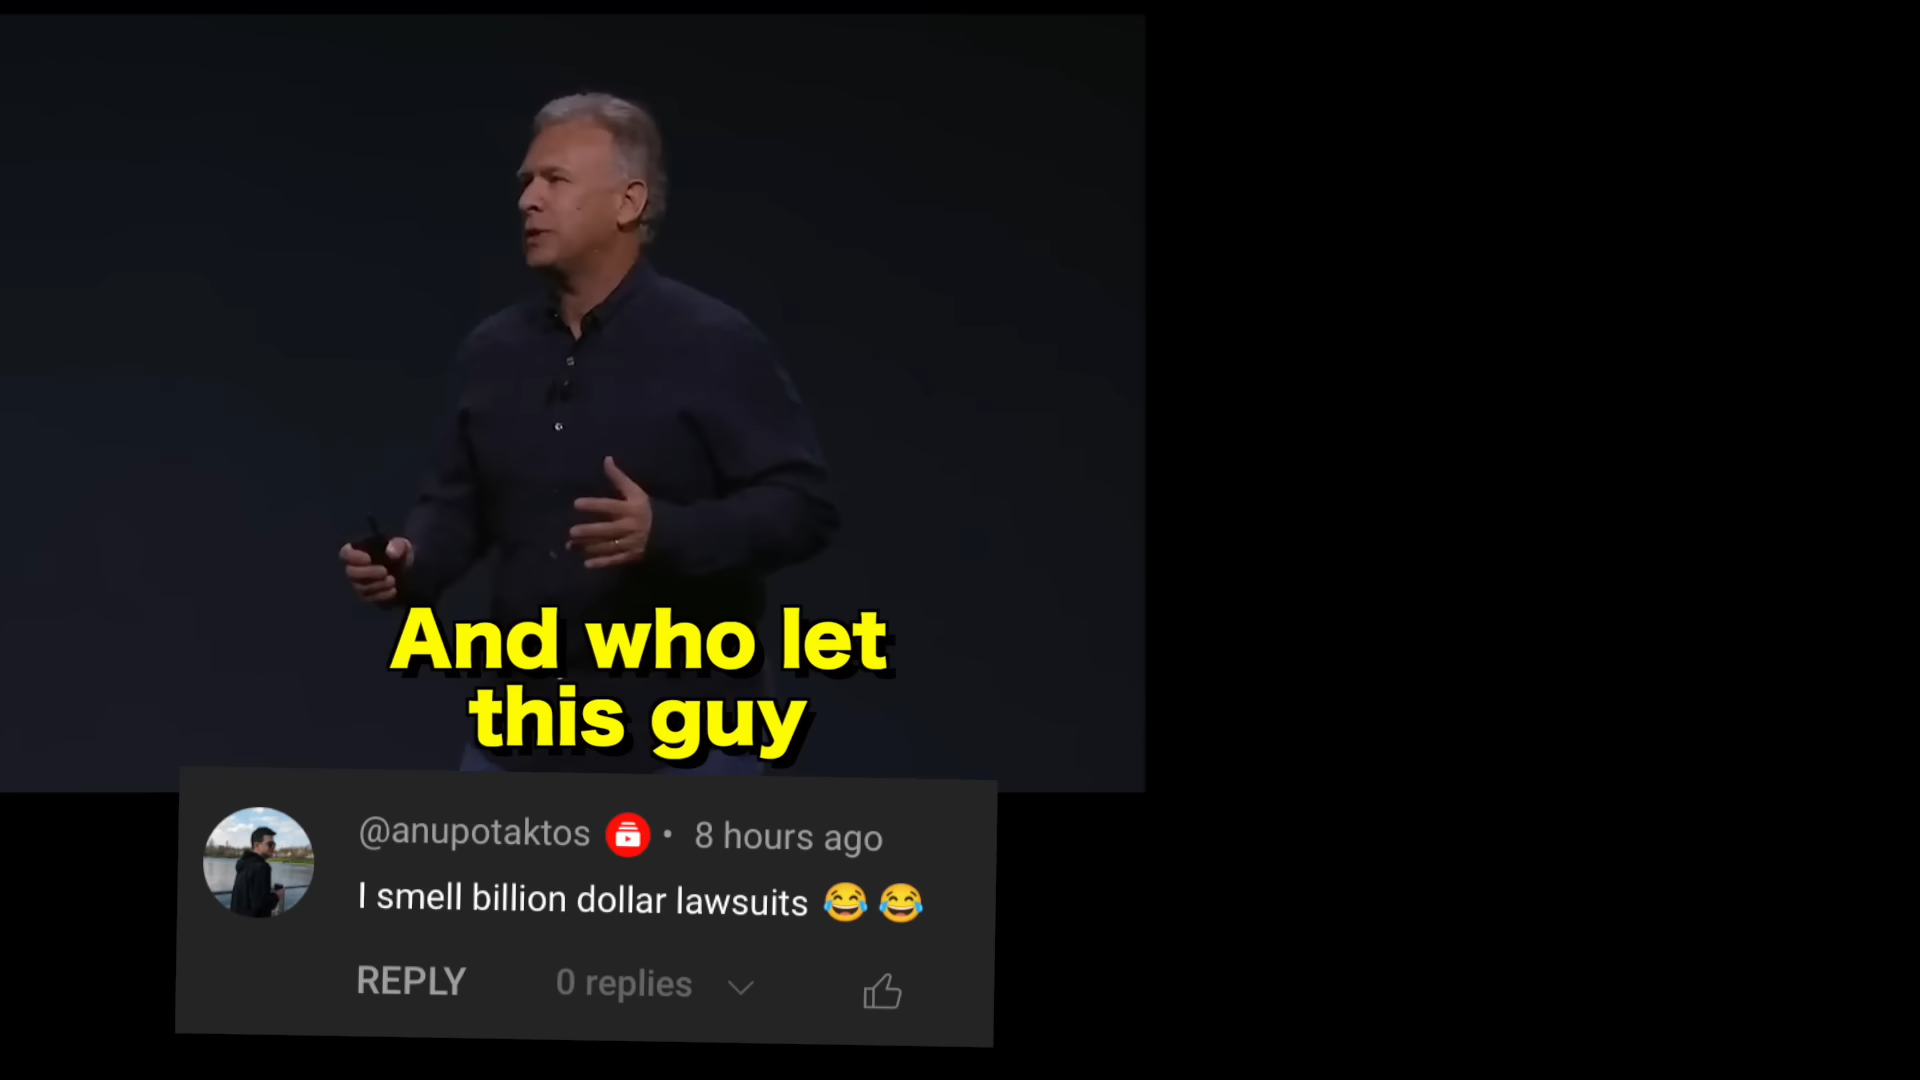 And who let
this guy
@anupotaktos • 8 hours ago
I smell billion dollar lawsuits 😂 😂
REPLY 0 replies